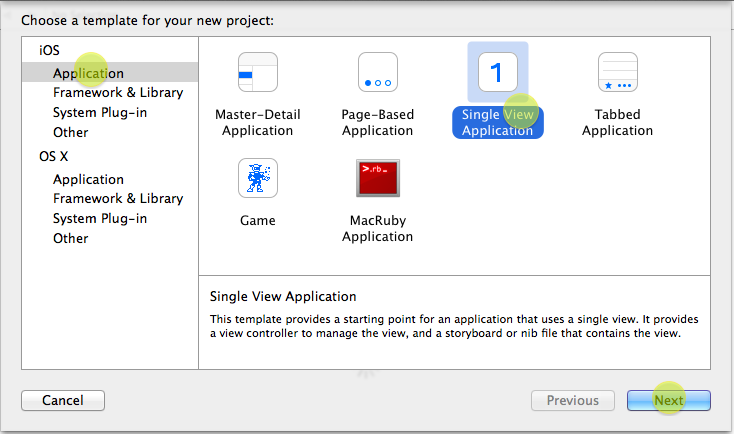 Choose a template for your new project:
iOS
Application
Framework & Library
System Plug-in
Other
OS X
Application
Framework & Library
System Plug-in
Other
Master-Detail
Application
Page-Based
Application
1
Single View
Application
Tabbed
Application
Game
>.rb_
MacRuby
Application
Single View Application
This template provides a starting point for an application that uses a single view. It provides
a view controller to manage the view, and a storyboard or nib file that contains the view.
Cancel
Previous
Next